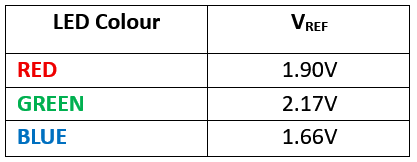 LED Colour VREF
RED 1.90V
GREEN 2.17V
BLUE 1.66V